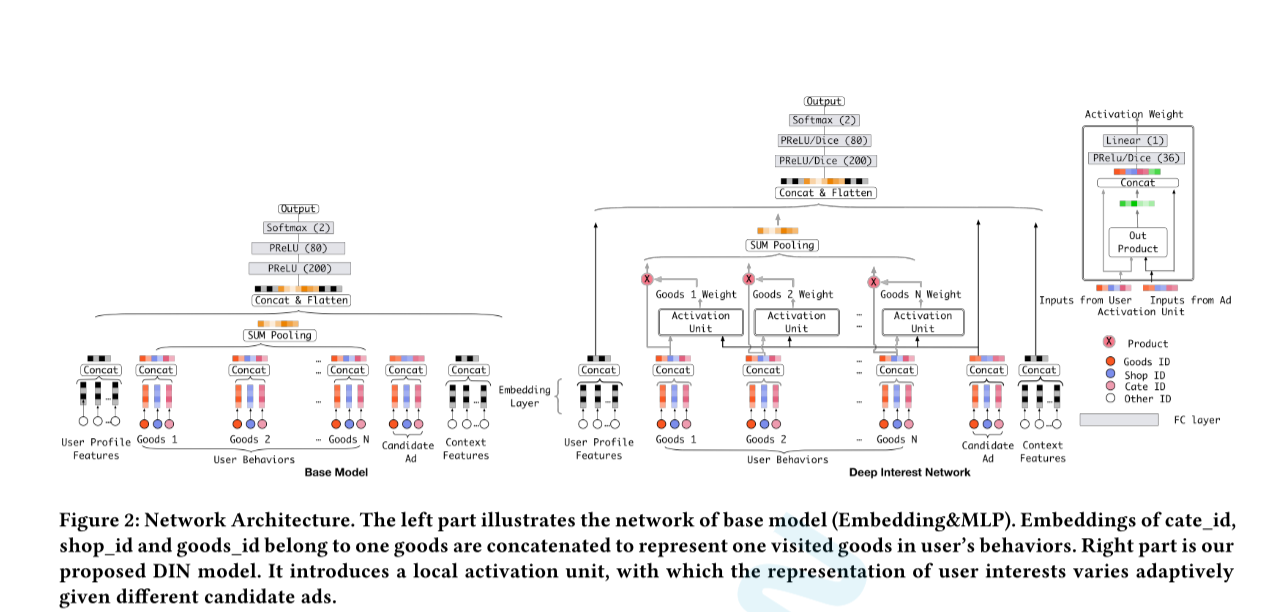 Output
Softmax (2)
PReLU (80)
PReLU (200)
Concat & Flatten
SUM Pooling
Concat
Concat
Concat
...
Concat
Concat
Concat
...
...
...
...
User Profile
Features
Goods 1
Goods 2
... Goods N
Candidate
Ad
Context
Features
User Behaviors
Base Model
Embedding
Layer
Output
Softmax (2)
PReLU/Dice (80)
PReLU/Dice (200)
Concat & Flatten
SUM Pooling
X
X
X
Goods 1 Weight
Goods 2 Weight
Goods N Weight
Activation
Unit
Activation
Unit
...
...
Activation
Unit
Concat
Concat
Concat
...
...
Concat
Concat
Concat
...
...
...
...
...
User Profile
Features
Goods 1
Goods 2
...
Goods N
Candidate
Ad
Context
Features
User Behaviors
Deep Interest Network
Activation Weight
Linear (1)
PRelu/Dice (36)
Concat
Out
Product
Inputs from User
Inputs from Ad
Activation Unit
X Product
Goods ID
Shop ID
Cate ID
Other ID
FC layer
Figure 2: Network Architecture. The left part illustrates the network of base model (Embedding&MLP). Embeddings of cate_id,
shop_id and goods_id belong to one goods are concatenated to represent one visited goods in user's behaviors. Right part is our
proposed DIN model. It introduces a local activation unit, with which the representation of user interests varies adaptively
given different candidate ads.